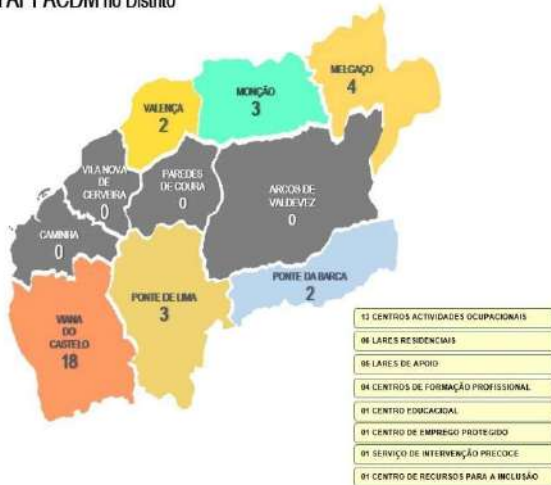 APPACDM no Distrito
MELGAÇO
4
MONÇÃO
3
VALENÇA
2
VILA NOVA
DE
CERVEIRA
0
PAREDES
DE COURA
0
ARCOS DE
VALDEVEZ
0
CAMINHA
0
PONTE DA BARCA
2
PONTE DE LIMA
3
VIANA
DO
CASTELO
18
13 CENTROS ACTIVIDADES OCUPACIONAIS
06 LARES RESIDENCIAIS
05 LARES DE APOIO
04 CENTROS DE FORMAÇÃO PROFISSIONAL
01 CENTRO EDUCACIOAL
01 CENTRO DE EMPREGO PROTEGIDO
01 SERVIÇO DE INTERVENÇÃO PRECOCE
01 CENTRO DE RECURSOS PARA A INCLUSÃO